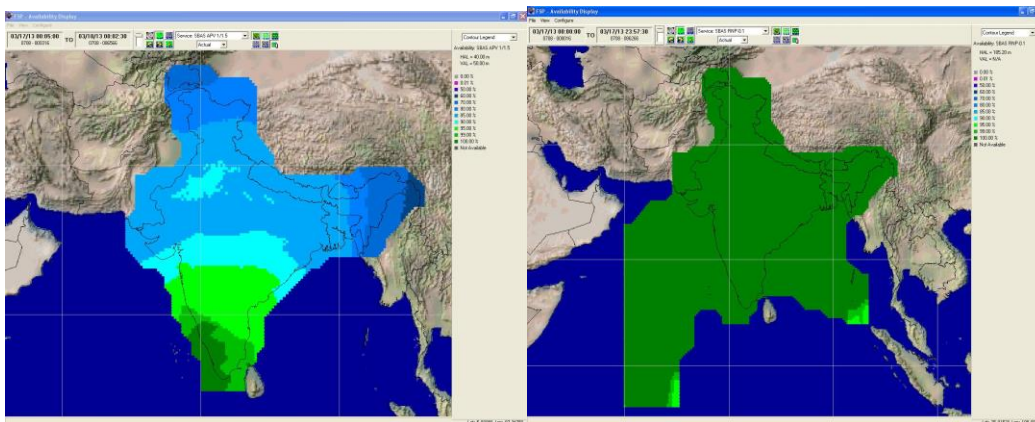 ESP - Availability Display
File View Configure
03/17/13 00:05:00 TO 03/18/13 00:02:30
Service: SBAS APV 1/1.5
Actual
Contour Legend
Availability: SBAS APV 1/1.5
HAL = 40.00 m
VAL = 50.00 m
0.00 %
0.01 %
50.00 %
60.00 %
70.00 %
80.00 %
85.00 %
90.00 %
95.00 %
99.00 %
100.00 %
Not Available
- Availability Display
File View Configure
03/17/13 00:00:00 TO 03/17/13 23:57:30
Service: SBAS RNP 0.1
Actual
Contour Legend
Availability: SBAS RNP 0.1
HAL = 185.20 m
VAL = N/A
0.00 %
0.01 %
50.00 %
60.00 %
70.00 %
80.00 %
85.00 %
90.00 %
95.00 %
99.00 %
100.00 %
Not Available